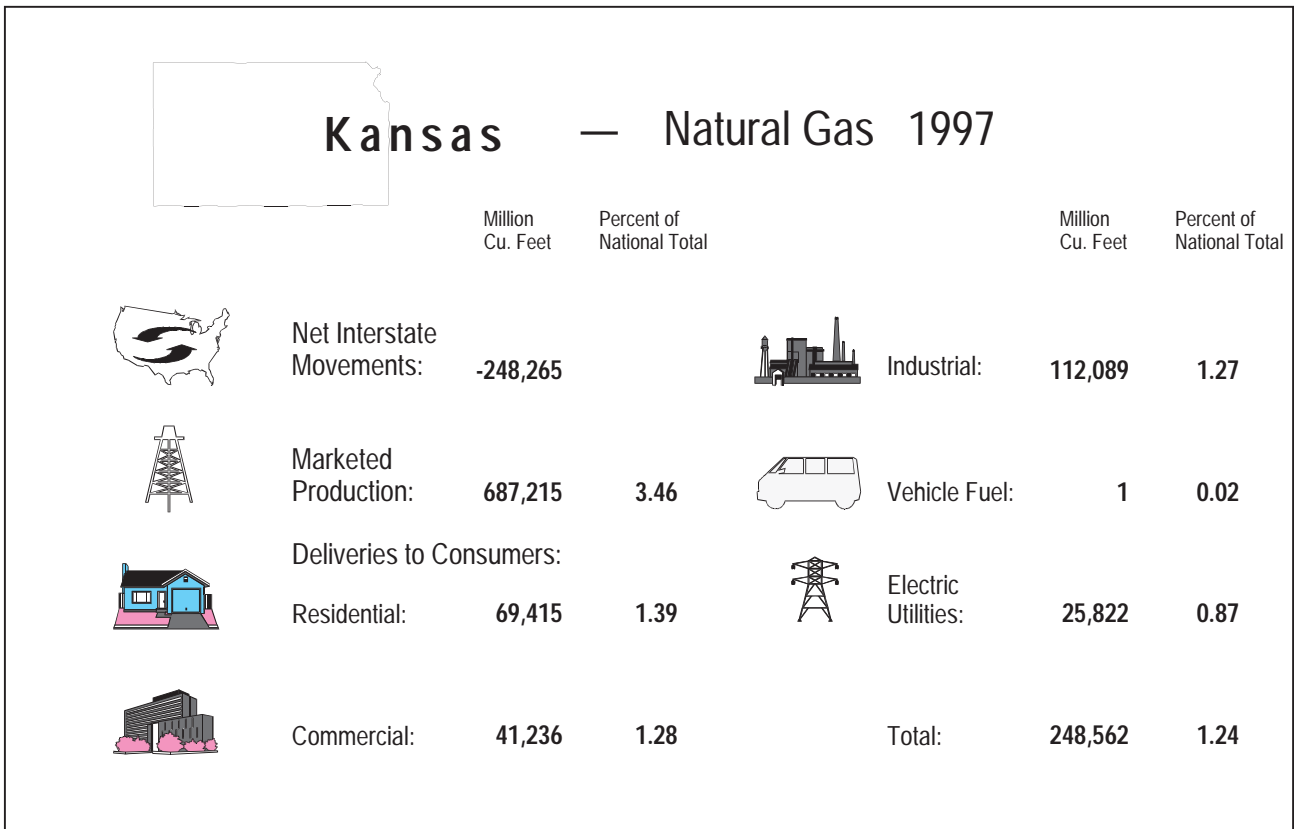 Kansas — Natural Gas 1997
Million Percent of Million Percent of
Cu. Feet National Total Cu. Feet National Total
Net Interstate
Movements: -248,265
Industrial: 112,089 1.27
Marketed
Production: 687,215 3.46
Vehicle Fuel: 1 0.02
Deliveries to Consumers:
Residential: 69,415 1.39
Electric
Utilities: 25,822 0.87
Commercial: 41,236 1.28
Total: 248,562 1.24